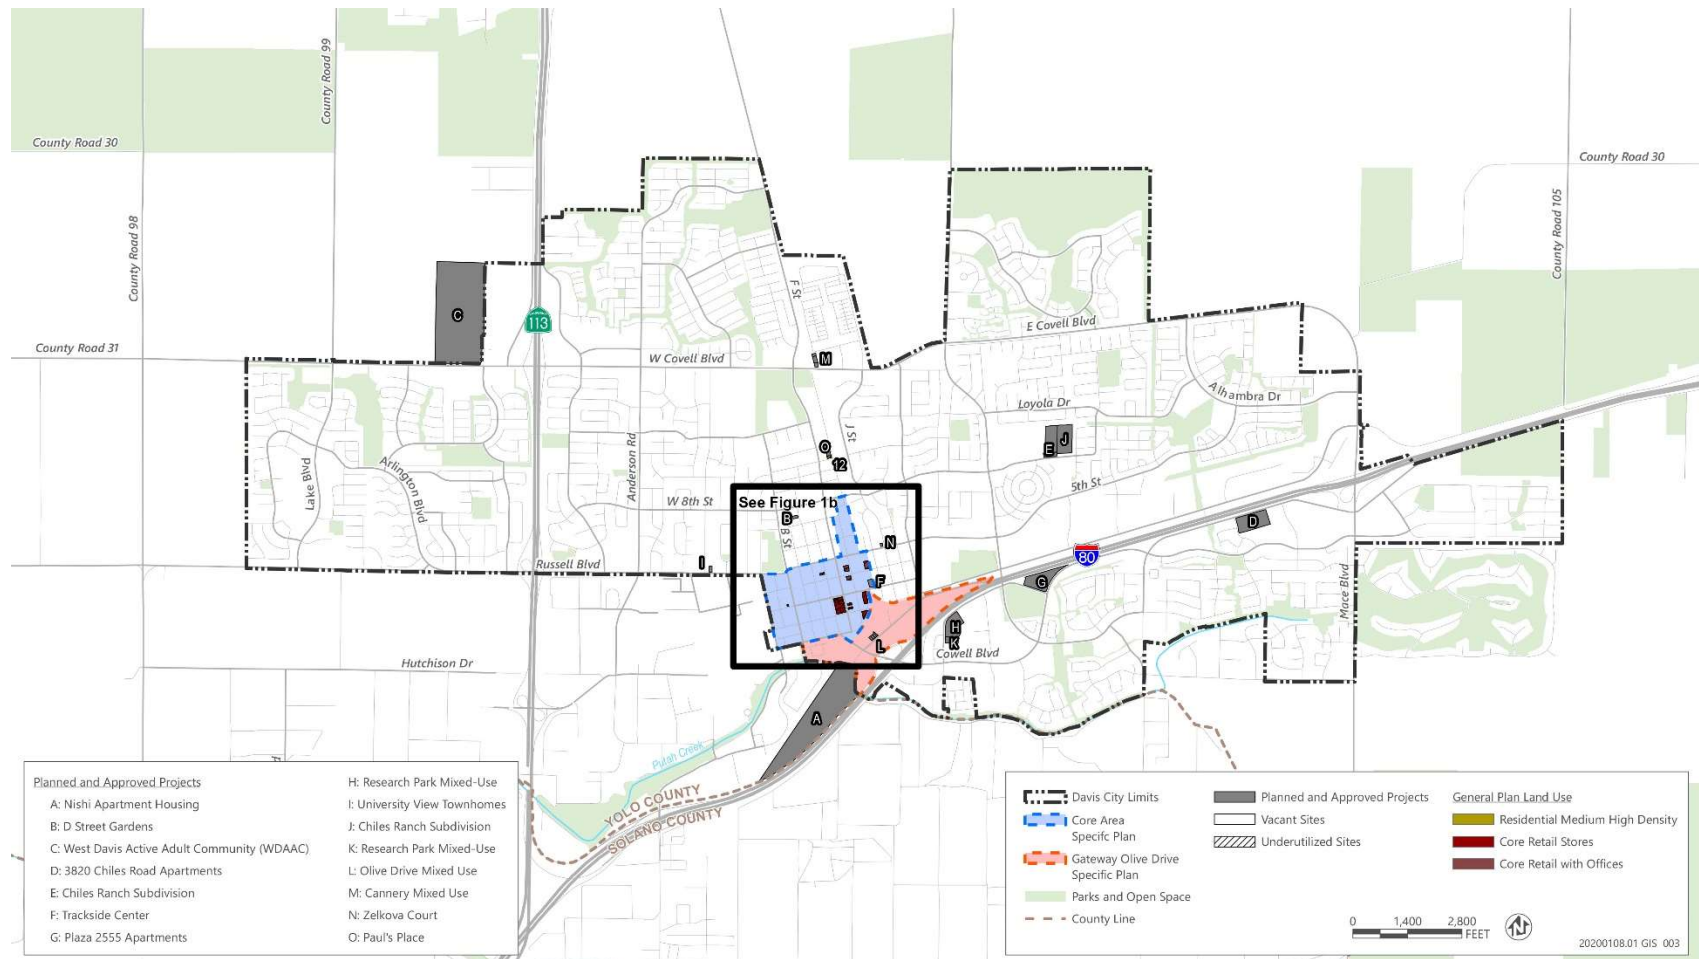 County Road 99
County Road 30
County Road 30
County Road 98
County Road 105
F St
C
113
E Covell Blvd
County Road 31
W Covell Blvd
M
Alhambra Dr
Loyola Dr
J St
O
E
J
12
Anderson Rd
Lake Blvd
Arlington Blvd
5th St
W 8th St
See Figure 1b
B
B St
D
N
I
Russell Blvd
80
F
G
Mace Blvd
H
K
L
Cowell Blvd
Hutchison Dr
A
Putah Creek
YOLO COUNTY
SOLANO COUNTY
Planned and Approved Projects
A: Nishi Apartment Housing
B: D Street Gardens
C: West Davis Active Adult Community (WDAAC)
D: 3820 Chiles Road Apartments
E: Chiles Ranch Subdivision
F: Trackside Center
G: Plaza 2555 Apartments
H: Research Park Mixed-Use
I: University View Townhomes
J: Chiles Ranch Subdivision
K: Research Park Mixed-Use
L: Olive Drive Mixed Use
M: Cannery Mixed Use
N: Zelkova Court
O: Paul's Place
Davis City Limits
Core Area
Specifc Plan
Gateway Olive Drive
Specific Plan
Parks and Open Space
County Line
Planned and Approved Projects
Vacant Sites
Underutilized Sites
General Plan Land Use
Residential Medium High Density
Core Retail Stores
Core Retail with Offices
0 1,400 2,800
FEET
N
20200108.01 GIS 003